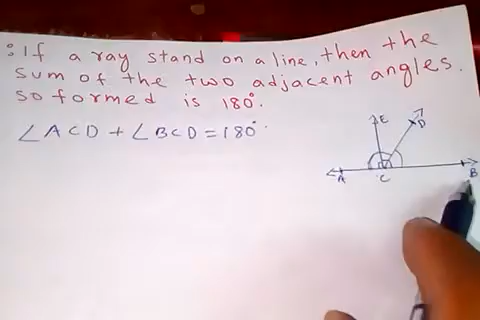 : If a ray stand on a line, then the
sum of the two adjacent angles
so formed is 180°.
∠ACD + ∠BCD = 180°
E
D
A
C
B